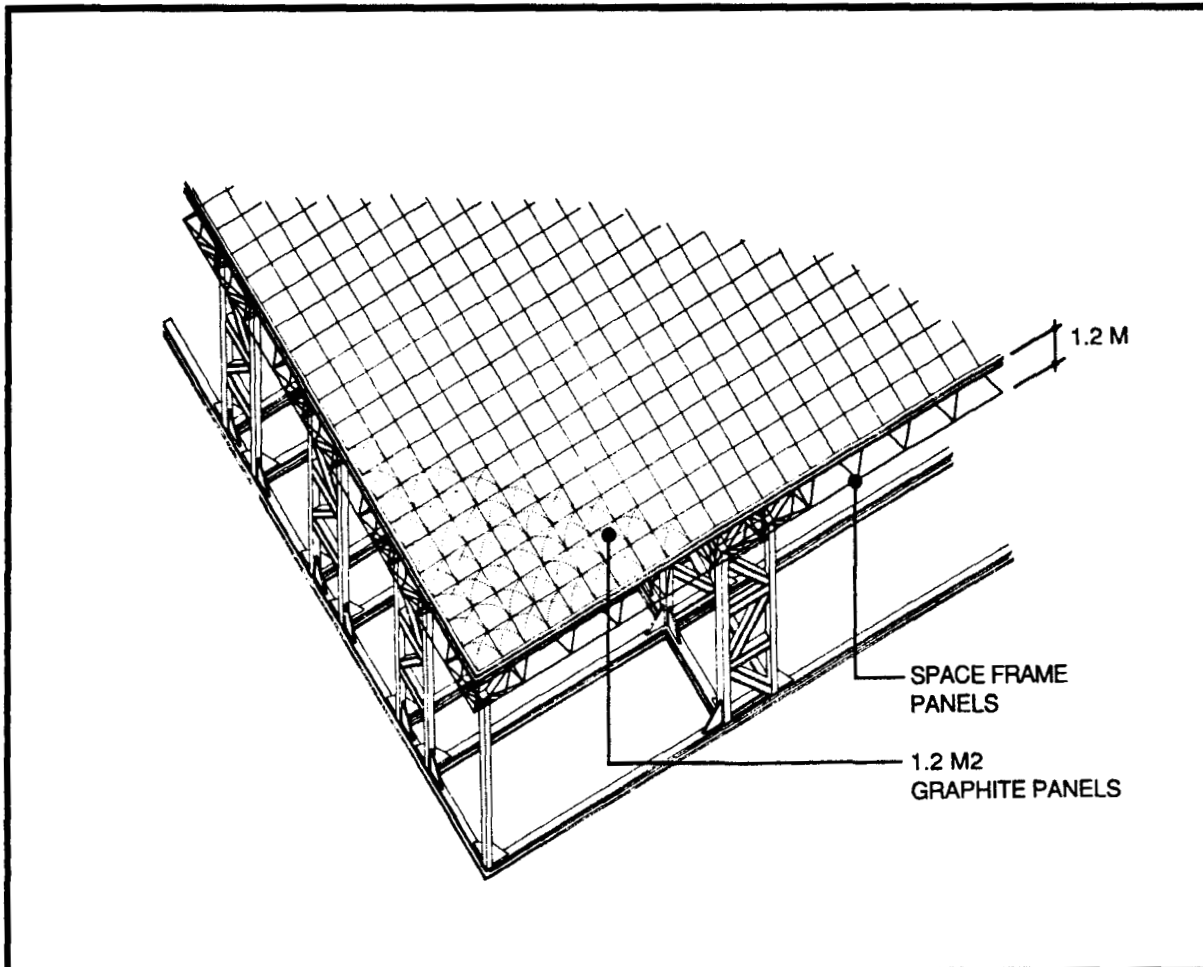 1.2 M
SPACE FRAME
PANELS
1.2 M2
GRAPHITE PANELS